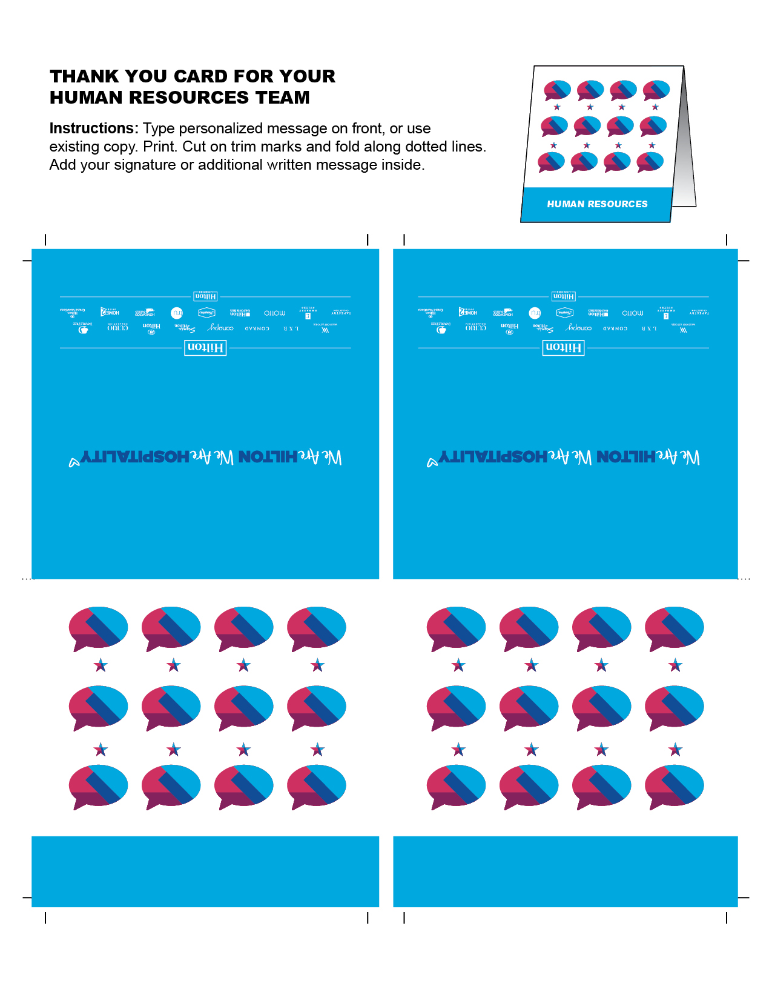 THANK YOU CARD FOR YOUR
HUMAN RESOURCES TEAM
Instructions: Type personalized message on front, or use
existing copy. Print. Cut on trim marks and fold along dotted lines.
Add your signature or additional written message inside.
HUMAN RESOURCES
We Are HILTON We Are HOSPITALITY
Hilton
WALDORF ASTORIA LXR CONRAD canopy Signia Hilton Hilton CURIO COLLECTION DOUBLETREE
TAPESTRY COLLECTION EMBASSY SUITES MOTTO Hilton Garden Inn Hampton tru HOMEWOOD SUITES HOME2 SUITES Hilton Grand Vacations
Hilton HONORS
We Are HILTON We Are HOSPITALITY
Hilton
WALDORF ASTORIA LXR CONRAD canopy Signia Hilton Hilton CURIO COLLECTION DOUBLETREE
TAPESTRY COLLECTION EMBASSY SUITES MOTTO Hilton Garden Inn Hampton tru HOMEWOOD SUITES HOME2 SUITES Hilton Grand Vacations
Hilton HONORS